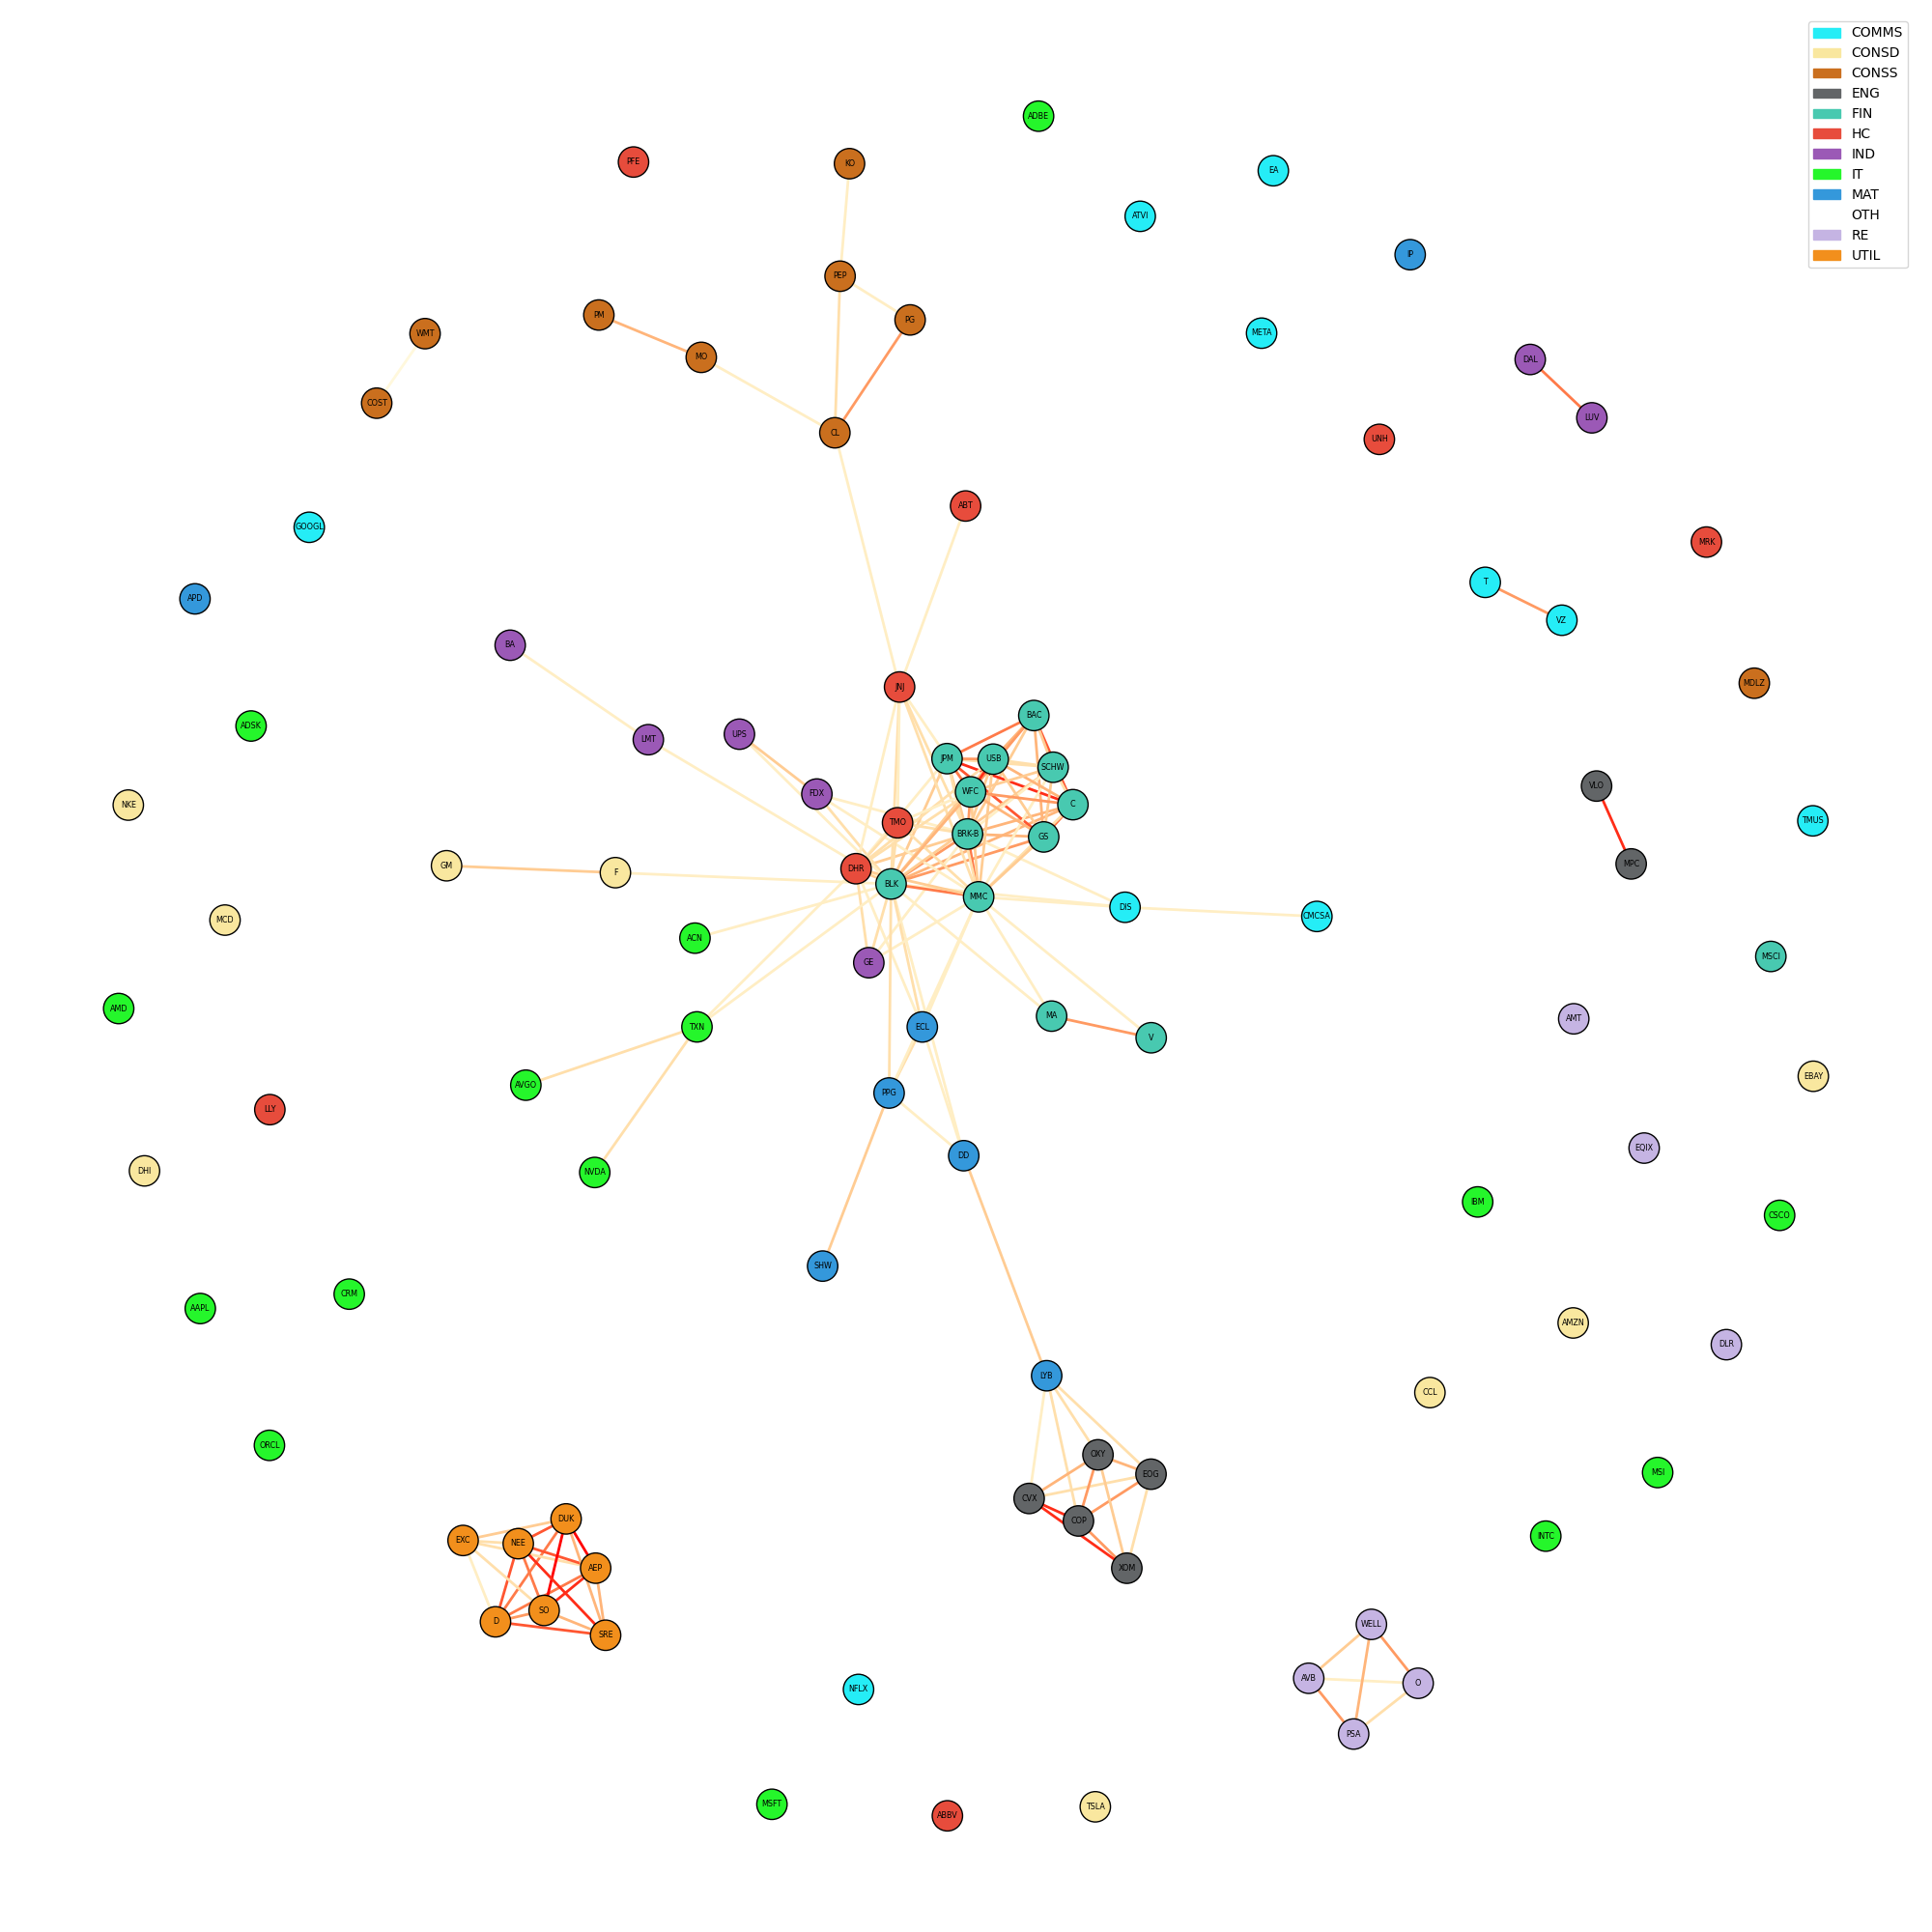 COMMS
CONSD
CONSS
ENG
FIN
HC
IND
IT
MAT
OTH
RE
UTIL
ADBE
PFE
KO
EA
ATVI
IP
PEP
PM
PG
WMT
META
MO
DAL
COST
LUV
CL
UNH
ABT
GOOGL
MRK
T
APD
VZ
BA
MDLZ
JNJ
BAC
ADSK
UPS
LMT
JPM
USB
SCHW
VLO
WFC
FDX
NKE
C
TMUS
TMO
BRK-B
GS
MPC
GM
DHR
F
BLK
MMC
DIS
CMCSA
MCD
ACN
MSCI
GE
AMD
MA
AMT
TXN
ECL
V
EBAY
AVGO
PPG
LLY
EQIX
DD
DHI
NVDA
IBM
CSCO
SHW
CRM
AAPL
AMZN
DLR
LYB
CCL
ORCL
OXY
MSI
EOG
CVX
DUK
COP
INTC
EXC
NEE
AEP
XOM
SO
D
WELL
SRE
AVB
O
NFLX
PSA
MSFT
TSLA
ABBV